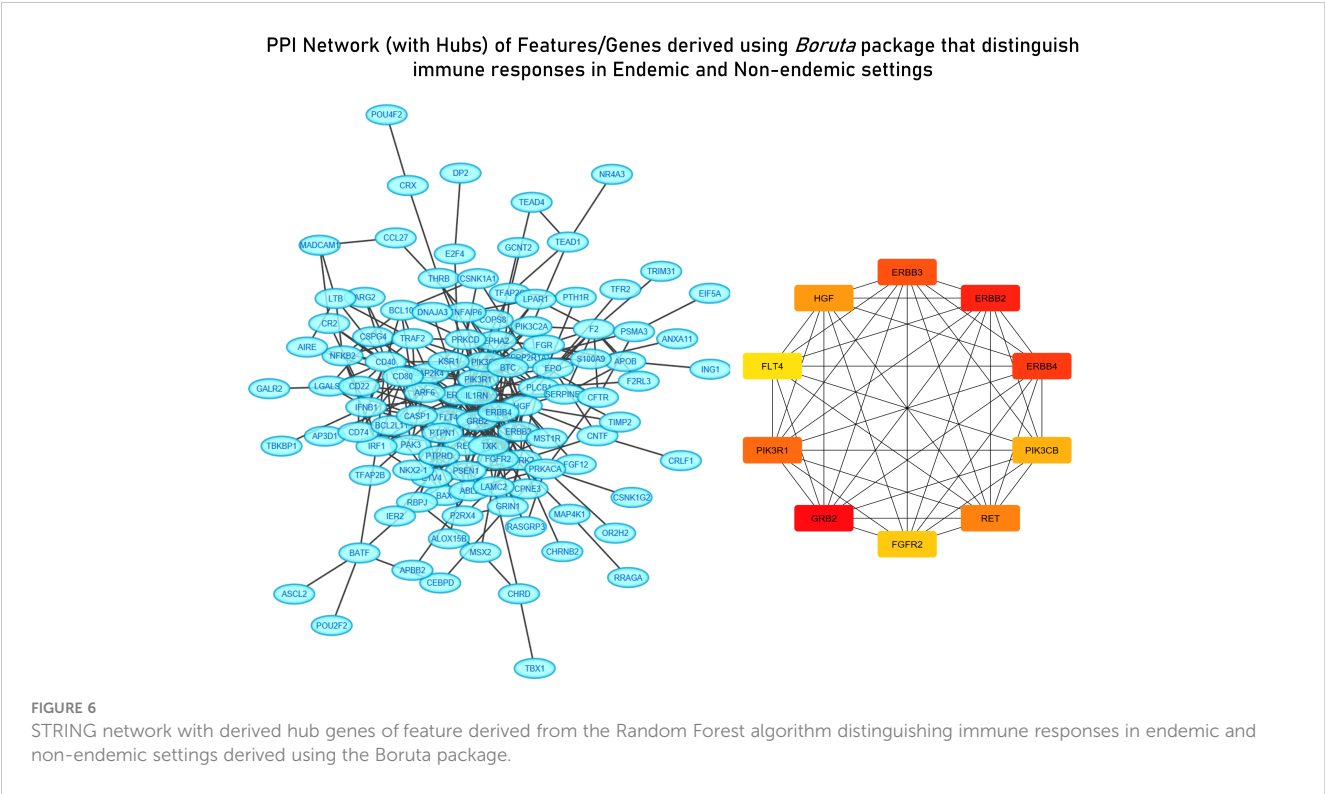 PPI Network (with Hubs) of Features/Genes derived using Boruta package that distinguish
immune responses in Endemic and Non-endemic settings
POU4F2
CRX
DP2
NR4A3
TEAD4
MADCAM1
CCL27
GCNT2
TEAD1
E2F4
THRB
CSNK1A1
TRIM31
TFR2
EIF5A
LTB
ARG2
LPAR1
PTH1R
BCL10
DNAJA3
TNFAIP6
COPS8
CR2
PIK3C2A
F2
PSMA3
CSPG4
TRAF2
PRKCD
EPHA2
FGR
ANXA11
AIRE
NFKB2
CD40
KSR1
S100A9
APOB
ING1
BTC
EPO
CD80
PIK3R1
F2RL3
GALR2
LGALS
CD22
PLCB1
ARF6
IL1RN
SERPINE
CFTR
IFNB1
HGF
CASP1
FLT4
ERBB4
GRB2
TIMP2
BCL2L11
CD74
AP3D1
PTPN1
ERBB3
MST1R
CNTF
TBKBP1
IRF1
PAK3
TXK
PTPRD
FGFR2
CRLF1
TFAP2B
NKX2-1
PSEN1
PRKACA
FGF12
LAMC2
CPNE3
CSNK1G2
RBPJ
BAX
GRIN1
IER2
P2RX4
MAP4K1
RASGRP3
OR2H2
ALOX15B
BATF
MSX2
CHRNB2
APBB2
CEBPD
RRAGA
ASCL2
CHRD
POU2F2
TBX1
ERBB3
HGF
ERBB2
FLT4
ERBB4
PIK3R1
PIK3CB
GRB2
RET
FGFR2
FIGURE 6
STRING network with derived hub genes of feature derived from the Random Forest algorithm distinguishing immune responses in endemic and
non-endemic settings derived using the Boruta package.